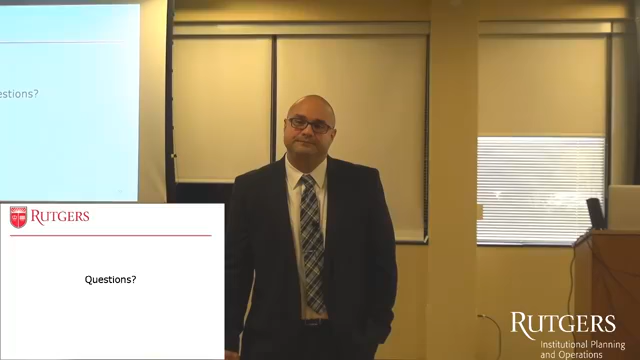 estions?
RUTGERS
Questions?
RUTGERS
Institutional Planning
and Operations